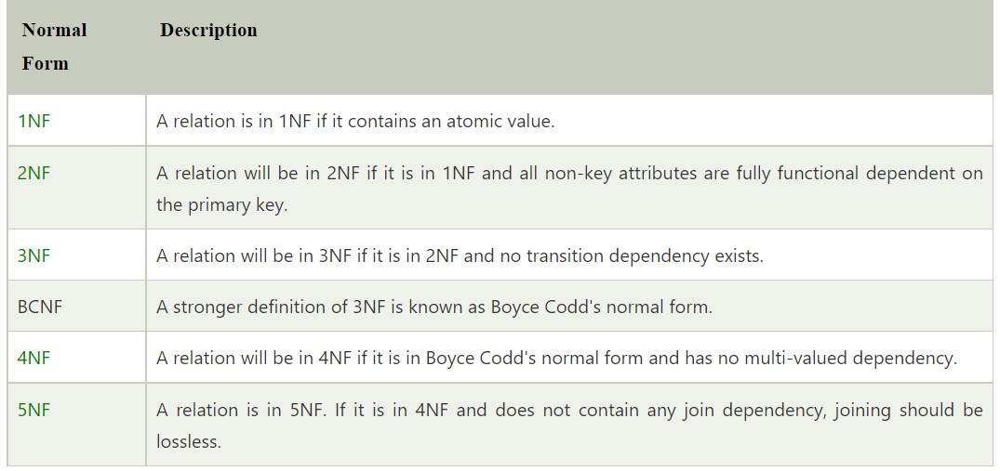 Normal
Form
Description
1NF
A relation is in 1NF if it contains an atomic value.
2NF
A relation will be in 2NF if it is in 1NF and all non-key attributes are fully functional dependent on
the primary key.
3NF
A relation will be in 3NF if it is in 2NF and no transition dependency exists.
BCNF
A stronger definition of 3NF is known as Boyce Codd's normal form.
4NF
A relation will be in 4NF if it is in Boyce Codd's normal form and has no multi-valued dependency.
5NF
A relation is in 5NF. If it is in 4NF and does not contain any join dependency, joining should be
lossless.